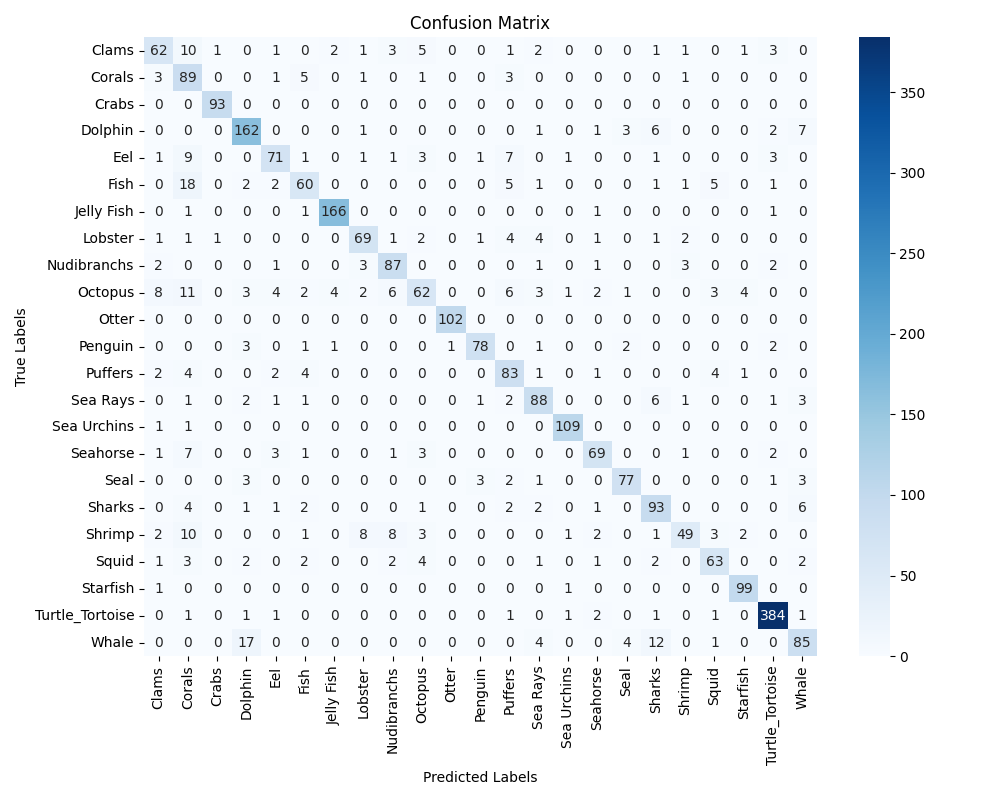 Confusion Matrix
Clams 62 10 1 0 1 0 2 1 3 5 0 0 1 2 0 0 0 1 1 0 1 3 0
Corals 3 89 0 0 1 5 0 1 0 1 0 0 3 0 0 0 0 0 1 0 0 0 0
Crabs 0 0 93 0 0 0 0 0 0 0 0 0 0 0 0 0 0 0 0 0 0 0 0
Dolphin 0 0 0 162 0 0 0 1 0 0 0 0 0 1 0 1 3 6 0 0 0 2 7
Eel 1 9 0 0 71 1 0 1 1 3 0 1 7 0 1 0 0 1 0 0 0 3 0
Fish 0 18 0 2 2 60 0 0 0 0 0 0 5 1 0 0 0 1 1 5 0 1 0
Jelly Fish 0 1 0 0 0 1 166 0 0 0 0 0 0 0 0 1 0 0 0 0 0 1 0
Lobster 1 1 1 0 0 0 0 69 1 2 0 1 4 4 0 1 0 1 2 0 0 0 0
Nudibranchs 2 0 0 0 1 0 0 3 87 0 0 0 0 1 0 1 0 0 3 0 0 2 0
Octopus 8 11 0 3 4 2 4 2 6 62 0 0 6 3 1 2 1 0 0 3 4 0 0
Otter 0 0 0 0 0 0 0 0 0 0 102 0 0 0 0 0 0 0 0 0 0 0 0
Penguin 0 0 0 3 0 1 1 0 0 0 1 78 0 1 0 0 2 0 0 0 0 2 0
Puffers 2 4 0 0 2 4 0 0 0 0 0 0 83 1 0 1 0 0 0 4 1 0 0
Sea Rays 0 1 0 2 1 1 0 0 0 0 0 1 2 88 0 0 0 6 1 0 0 1 3
Sea Urchins 1 1 0 0 0 0 0 0 0 0 0 0 0 0 109 0 0 0 0 0 0 0 0
Seahorse 1 7 0 0 3 1 0 0 1 3 0 0 0 0 0 69 0 0 1 0 0 2 0
Seal 0 0 0 3 0 0 0 0 0 0 0 3 2 1 0 0 77 0 0 0 0 1 3
Sharks 0 4 0 1 1 2 0 0 0 1 0 0 2 2 0 1 0 93 0 0 0 0 6
Shrimp 2 10 0 0 0 1 0 8 8 3 0 0 0 0 1 2 0 1 49 3 2 0 0
Squid 1 3 0 2 0 2 0 0 2 4 0 0 0 1 0 1 0 2 0 63 0 0 2
Starfish 1 0 0 0 0 0 0 0 0 0 0 0 0 0 1 0 0 0 0 0 99 0 0
Turtle_Tortoise 0 1 0 1 1 0 0 0 0 0 0 0 1 0 1 2 0 1 0 1 0 384 1
Whale 0 0 0 17 0 0 0 0 0 0 0 0 0 4 0 0 4 12 0 1 0 0 85
Clams Corals Crabs Dolphin Eel Fish Jelly Fish Lobster Nudibranchs Octopus Otter Penguin Puffers Sea Rays Sea Urchins Seahorse Seal Sharks Shrimp Squid Starfish Turtle_Tortoise Whale
Predicted Labels
True Labels
350
300
250
200
150
100
50
0